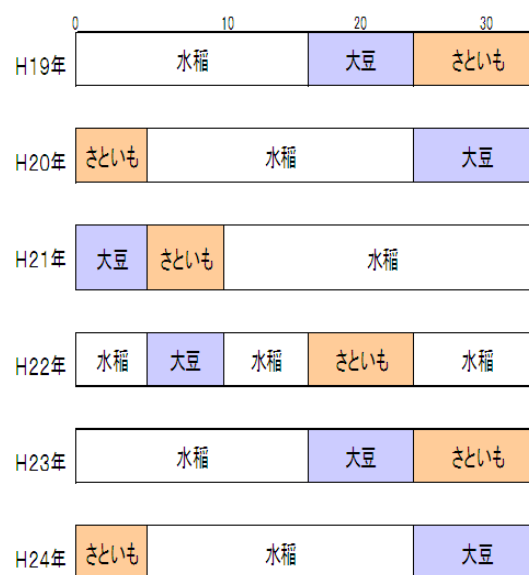 0 10 20 30
H19年 水稲 大豆 さといも
H20年 さといも 水稲 大豆
H21年 大豆 さといも 水稲
H22年 水稲 大豆 水稲 さといも 水稲
H23年 水稲 大豆 さといも
H24年 さといも 水稲 大豆